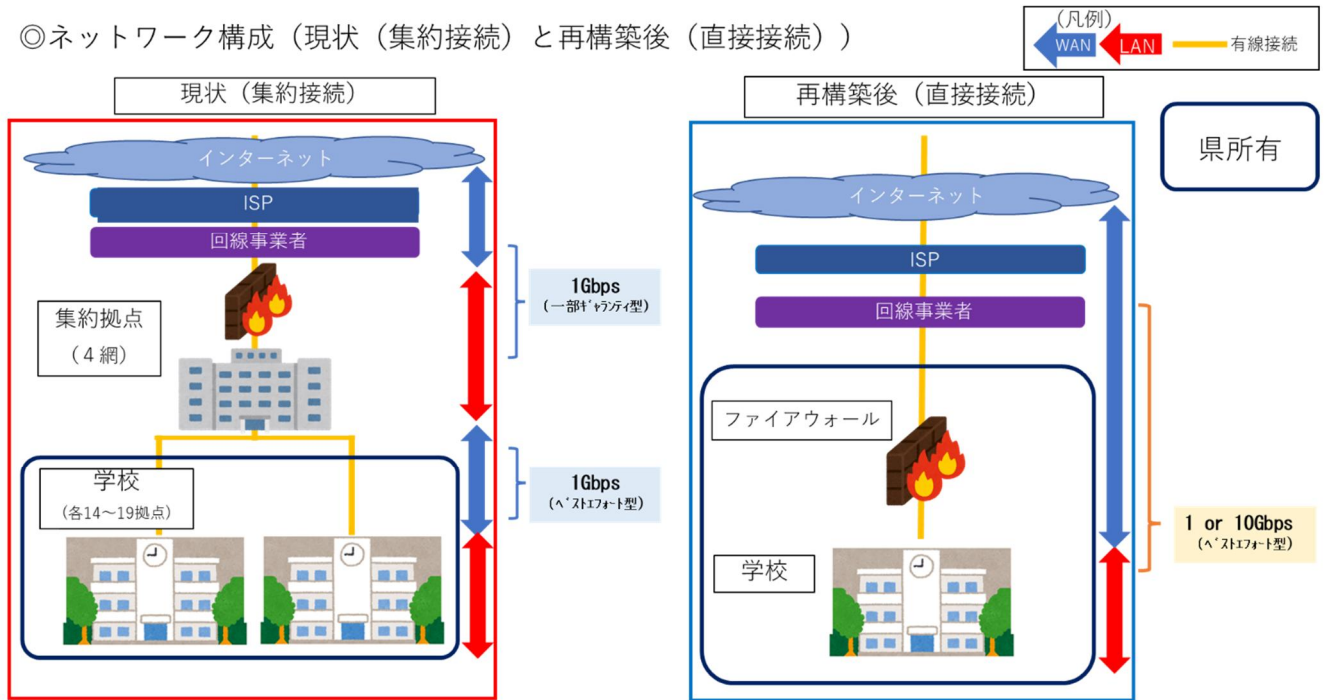 ◎ネットワーク構成（現状（集約接続）と再構築後（直接接続））
(凡例)
WAN
LAN
有線接続
現状（集約接続）
インターネット
ISP
回線事業者
集約拠点
（4網）
学校
(各14～19拠点)
1Gbps
(一部ｷﾞｬﾗﾝﾃｨ型)
1Gbps
(ﾍﾞｽﾄｴﾌｫｰﾄ型)
再構築後（直接接続）
県所有
インターネット
ISP
回線事業者
ファイアウォール
学校
1 or 10Gbps
(ﾍﾞｽﾄｴﾌｫｰﾄ型)